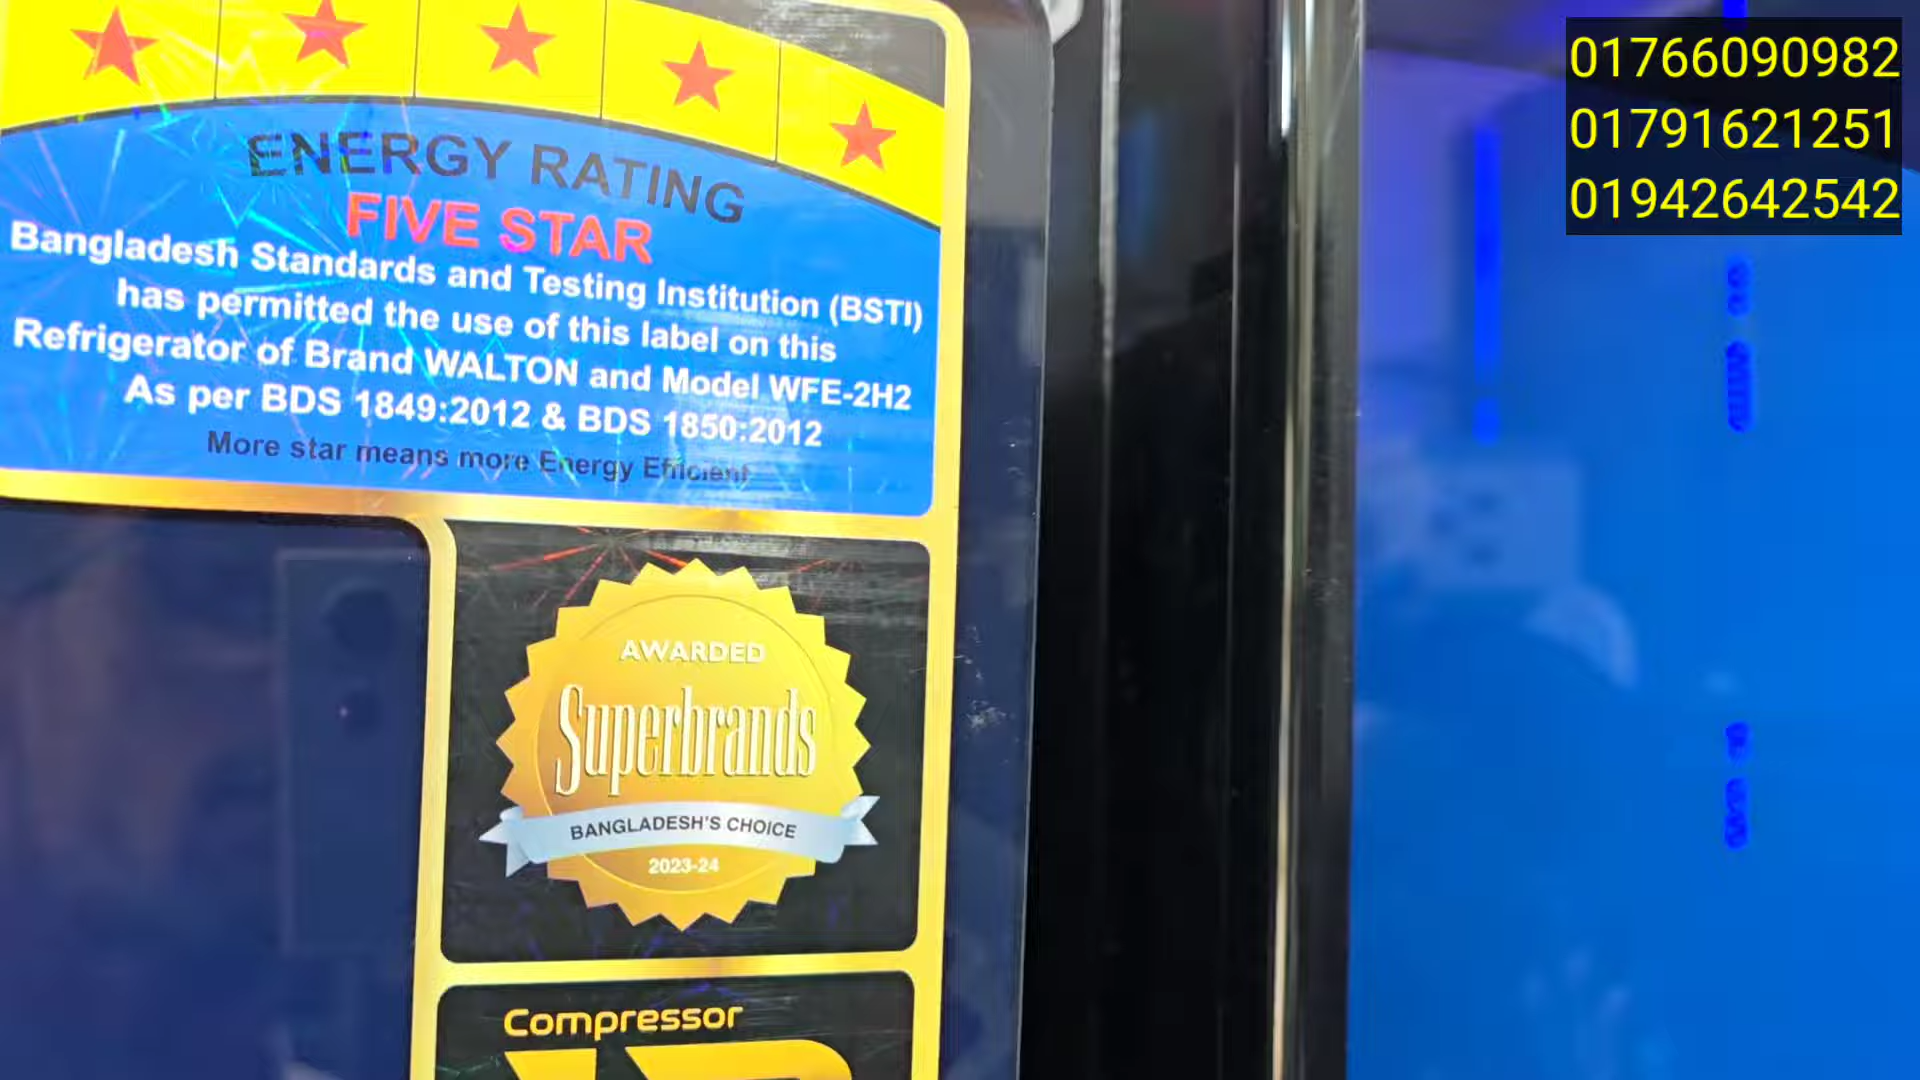 01766090982
01791621251
01942642542
ENERGY RATING
FIVE STAR
Bangladesh Standards and Testing Institution (BSTI)
has permitted the use of this label on this
Refrigerator of Brand WALTON and Model WFE-2H2
As per BDS 1849:2012 & BDS 1850:2012
More star means more Energy Efficient
AWARDED
Superbrands
BANGLADESH'S CHOICE
2023-24
Compressor